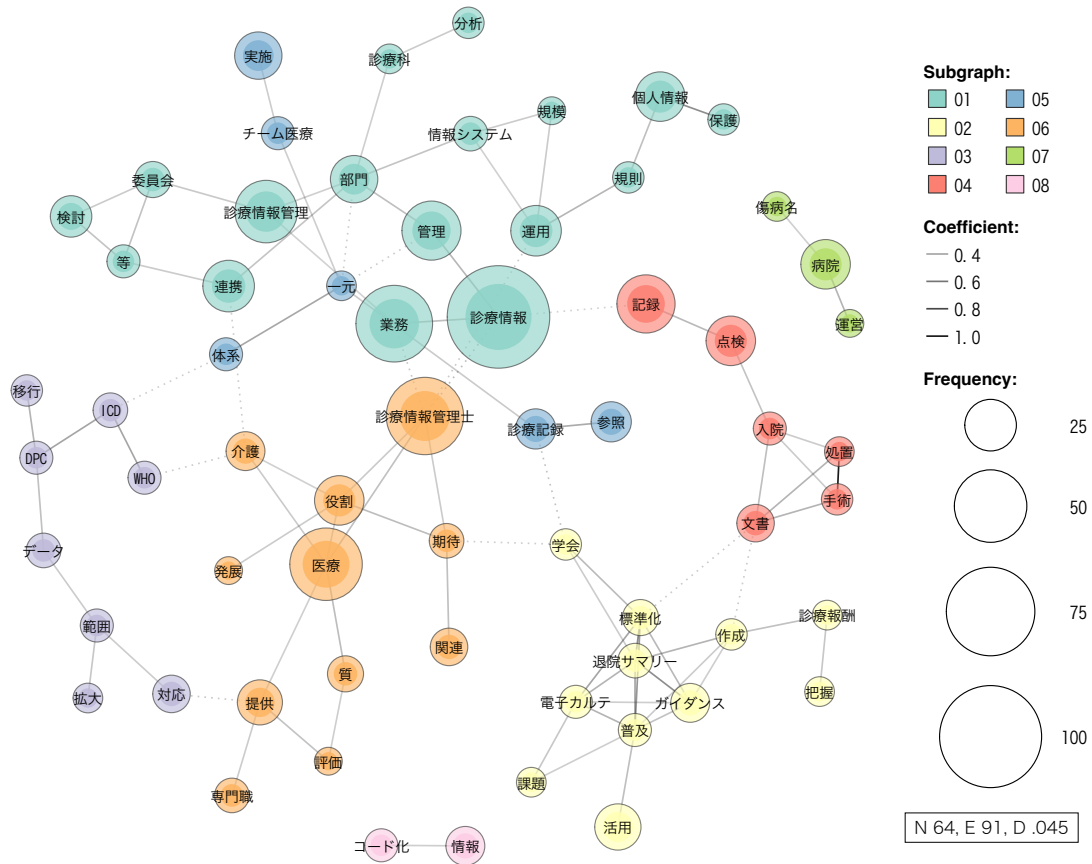 分析
実施
診療科
個人情報
規模
保護
チーム医療
情報システム
規則
委員会
部門
検討
診療情報管理
管理
運用
傷病名
等
病院
連携
一元
記録
業務
診療情報
運営
体系
点検
移行
ICD
診療情報管理士
診療記録
参照
入院
DPC
WHO
介護
処置
役割
手術
文書
データ
期待
学会
発展
医療
範囲
標準化
診療報酬
作成
関連
退院サマリー
拡大
対応
質
把握
提供
電子カルテ
ガイダンス
普及
評価
課題
専門職
活用
コード化
情報
Subgraph:
01 05
02 06
03 07
04 08
Coefficient:
0.4
0.6
0.8
1.0
Frequency:
25
50
75
100
N 64, E 91, D .045